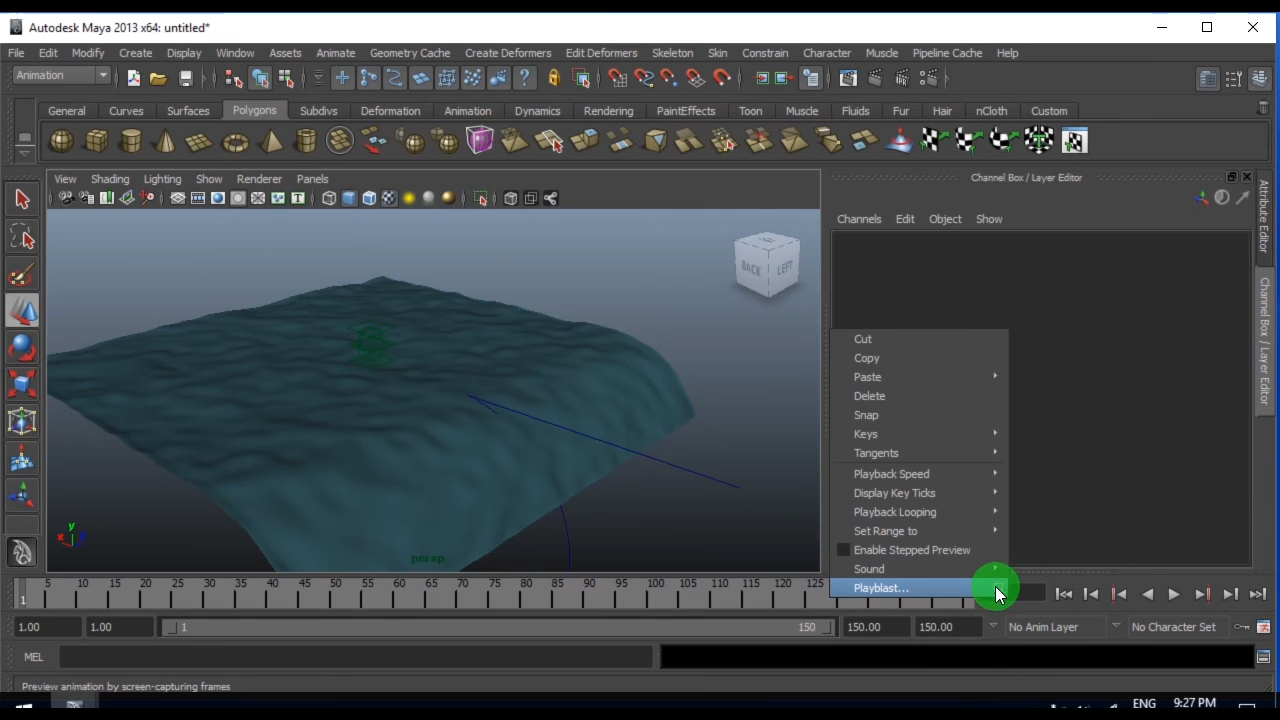 Autodesk Maya 2013 x64: untitled*
File Edit Modify Create Display Window Assets Animate Geometry Cache Create Deformers Edit Deformers Skeleton Skin Constrain Character Muscle Pipeline Cache Help
Animation
General Curves Surfaces Polygons Subdivs Deformation Animation Dynamics Rendering PaintEffects Toon Muscle Fluids Fur Hair nCloth Custom
View Shading Lighting Show Renderer Panels
Channel Box / Layer Editor
Channels Edit Object Show
BACK LEFT
Attribute Editor
Channel Box / Layer Editor
Cut
Copy
Paste
Delete
Snap
Keys
Tangents
Playback Speed
Display Key Ticks
Playback Looping
Set Range to
Enable Stepped Preview
Sound
Playblast...
y
x
persp
5 10 15 20 25 30 35 40 45 50 55 60 65 70 75 80 85 90 95 100 105 110 115 120 125
1
1.00 1.00 1 150 150.00 150.00 No Anim Layer No Character Set
MEL
Preview animation by screen-capturing frames
ENG 9:27 PM